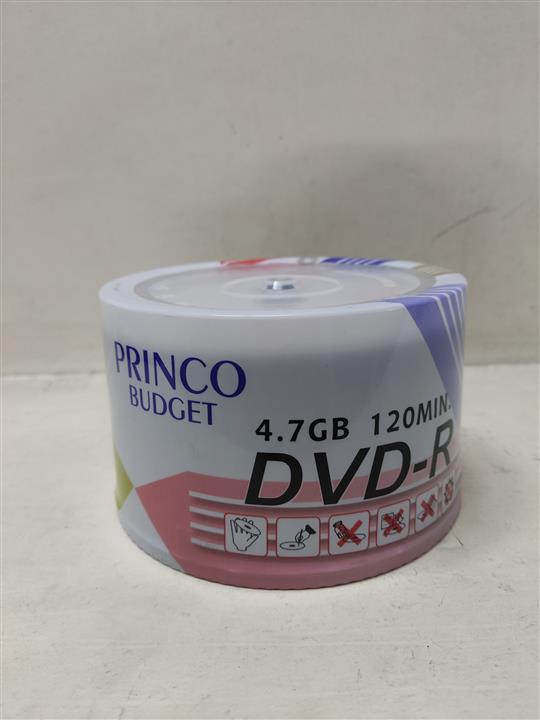 PRINCO
BUDGET
4.7GB 120MIN.
DVD-R